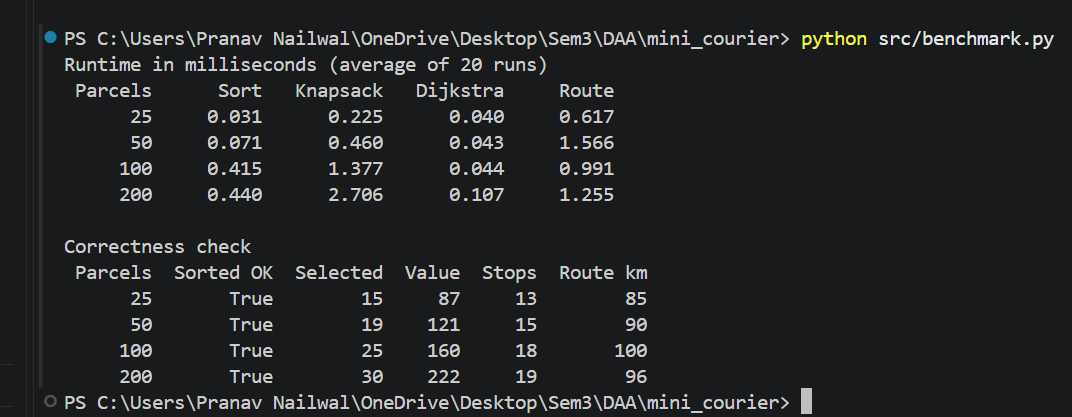 PS C:\Users\Pranav Nailwal\OneDrive\Desktop\Sem3\DAA\mini_courier> python src/benchmark.py
Runtime in milliseconds (average of 20 runs)
Parcels Sort Knapsack Dijkstra Route
25 0.031 0.225 0.040 0.617
50 0.071 0.460 0.043 1.566
100 0.415 1.377 0.044 0.991
200 0.440 2.706 0.107 1.255
Correctness check
Parcels Sorted OK Selected Value Stops Route km
25 True 15 87 13 85
50 True 19 121 15 90
100 True 25 160 18 100
200 True 30 222 19 96
PS C:\Users\Pranav Nailwal\OneDrive\Desktop\Sem3\DAA\mini_courier>